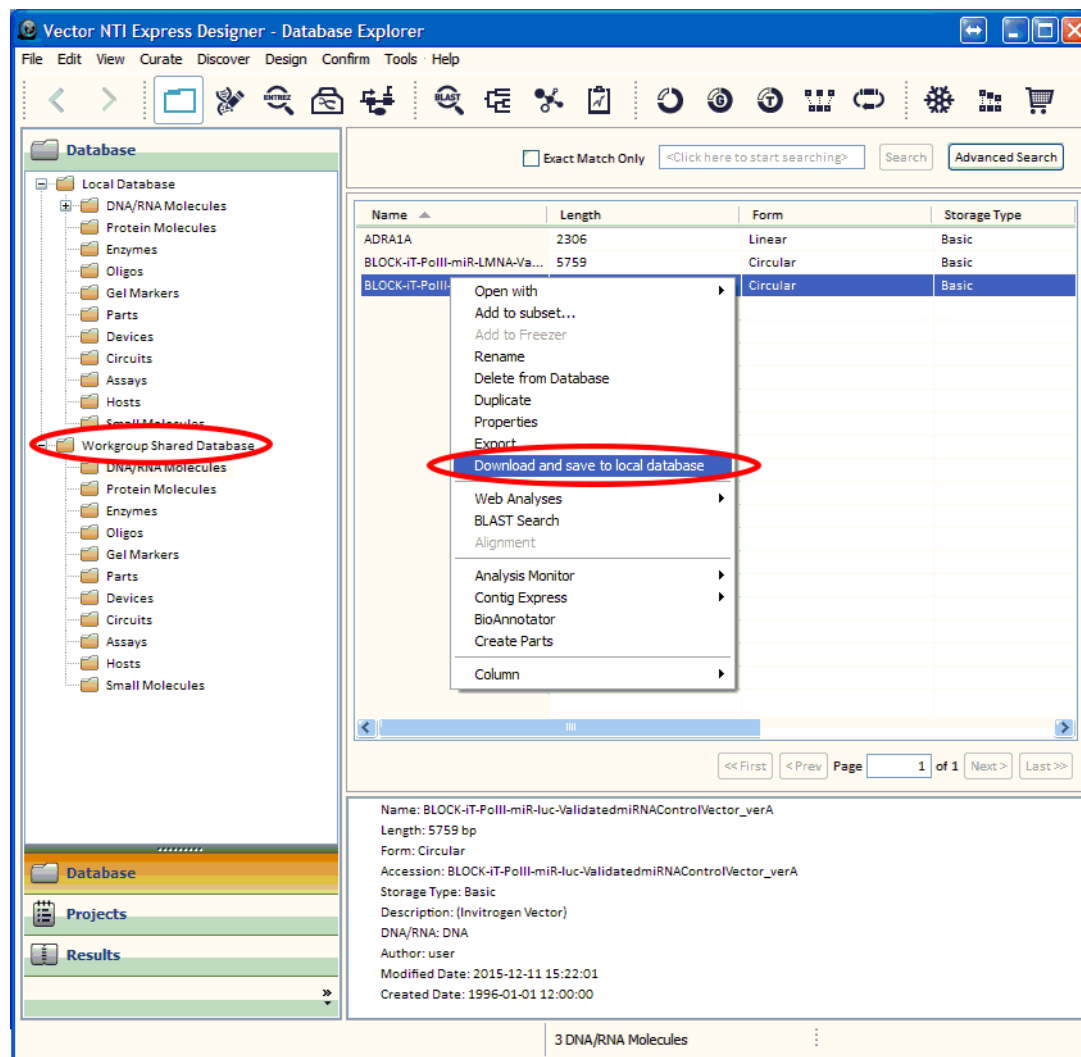 Vector NTI Express Designer - Database Explorer
File Edit View Curate Discover Design Confirm Tools Help
ENTREZ
BLAST
G
T
Database
Exact Match Only
<Click here to start searching>
Search
Advanced Search
Local Database
DNA/RNA Molecules
Protein Molecules
Enzymes
Oligos
Gel Markers
Parts
Devices
Circuits
Assays
Hosts
Small Molecules
Workgroup Shared Database
DNA/RNA Molecules
Protein Molecules
Enzymes
Oligos
Gel Markers
Parts
Devices
Circuits
Assays
Hosts
Small Molecules
Name Length Form Storage Type
ADRA1A 2306 Linear Basic
BLOCK-iT-PolII-miR-LMNA-Va... 5759 Circular Basic
BLOCK-iT-PolII- Circular Basic
Open with
Add to subset...
Add to Freezer
Rename
Delete from Database
Duplicate
Properties
Export
Download and save to local database
Web Analyses
BLAST Search
Alignment
Analysis Monitor
Contig Express
BioAnnotator
Create Parts
Column
<<First <Prev Page 1 of 1 Next> Last>>
Name: BLOCK-iT-PolII-miR-luc-ValidatedmiRNAControlVector_verA
Length: 5759 bp
Form: Circular
Accession: BLOCK-iT-PolII-miR-luc-ValidatedmiRNAControlVector_verA
Storage Type: Basic
Description: (Invitrogen Vector)
DNA/RNA: DNA
Author: user
Modified Date: 2015-12-11 15:22:01
Created Date: 1996-01-01 12:00:00
Database
Projects
Results
»
3 DNA/RNA Molecules